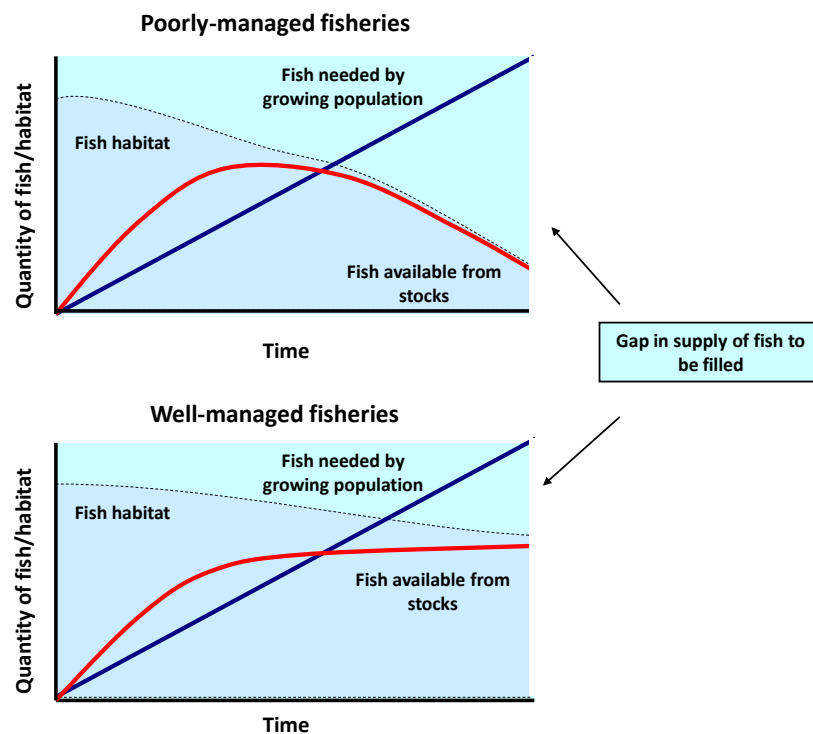 Poorly-managed fisheries
Quantity of fish/habitat
Fish needed by
growing population
Fish habitat
Fish available from
stocks
Time
Gap in supply of fish to
be filled
Well-managed fisheries
Quantity of fish/habitat
Fish needed by
growing population
Fish habitat
Fish available from
stocks
Time